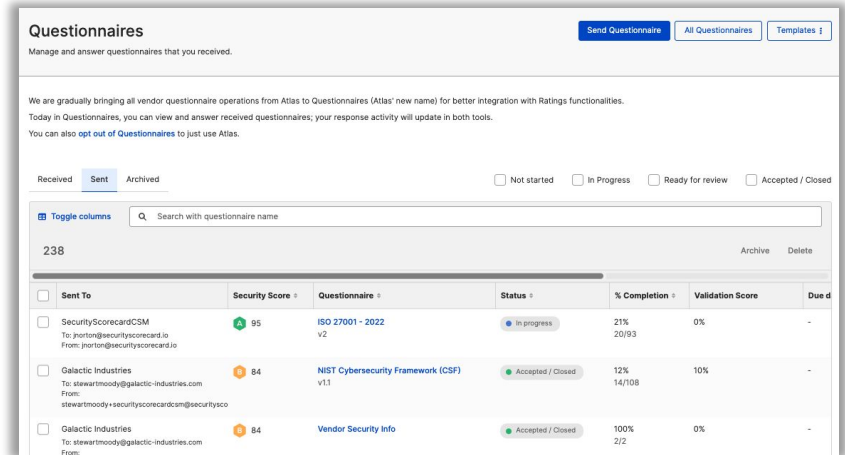 Questionnaires
Manage and answer questionnaires that you received.
Send Questionnaire
All Questionnaires
Templates
We are gradually bringing all vendor questionnaire operations from Atlas to Questionnaires (Atlas' new name) for better integration with Ratings functionalities.
Today in Questionnaires, you can view and answer received questionnaires; your response activity will update in both tools.
You can also opt out of Questionnaires to just use Atlas.
Received Sent Archived
Not started In Progress Ready for review Accepted / Closed
Toggle columns
Search with questionnaire name
238
Archive Delete
Sent To Security Score Questionnaire Status % Completion Validation Score Due d
SecurityScorecardCSM A 95 ISO 27001 - 2022 In progress 21% 0% -
To: jnorton@securityscorecard.io v2 20/93
From: jnorton@securityscorecard.io
Galactic Industries B 84 NIST Cybersecurity Framework (CSF) Accepted / Closed 12% 10% -
To: stewartmoody@galactic-industries.com v1.1 14/108
From:
stewartmoody+securityscorecardcsm@securitysco
Galactic Industries B 84 Vendor Security Info Accepted / Closed 100% 0% -
To: stewartmoody@galactic-industries.com 2/2
From: